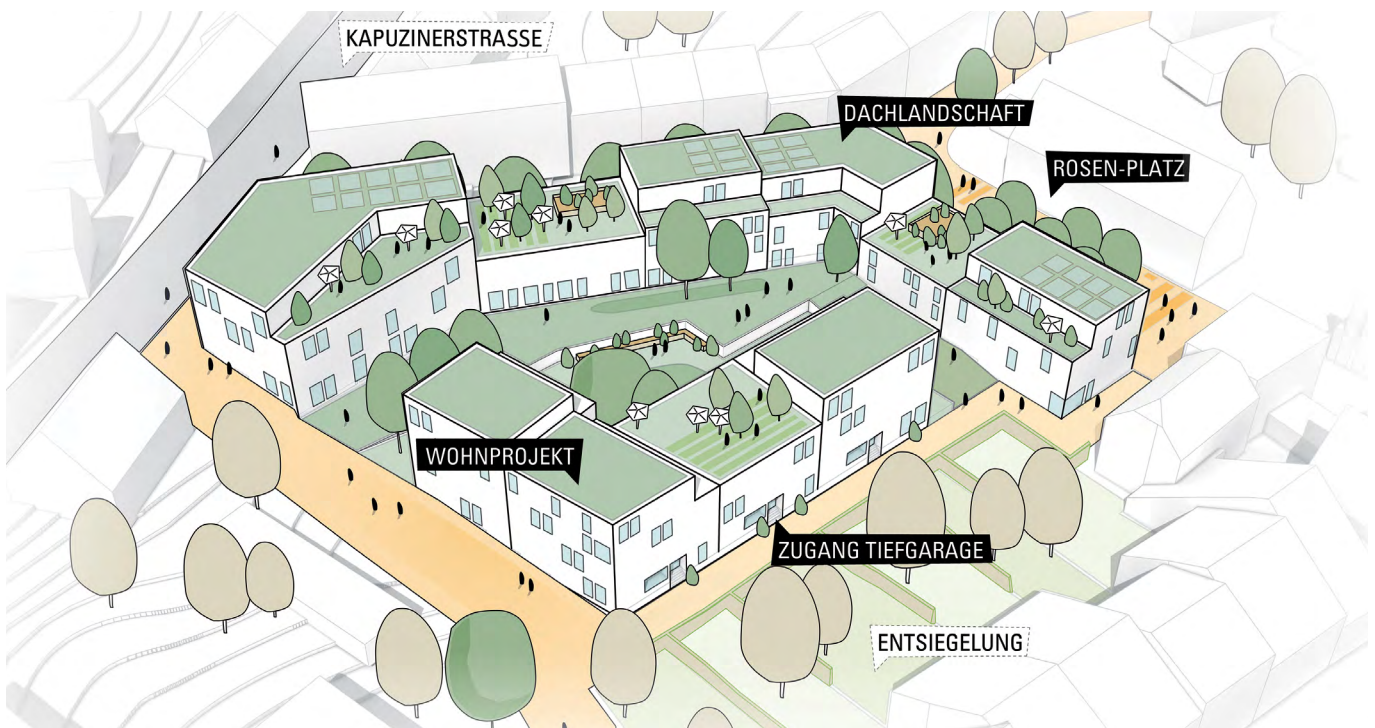 KAPUZINERSTRASSE
DACHLANDSCHAFT
ROSEN-PLATZ
WOHNPROJEKT
ZUGANG TIEFGARAGE
ENTSIEGELUNG